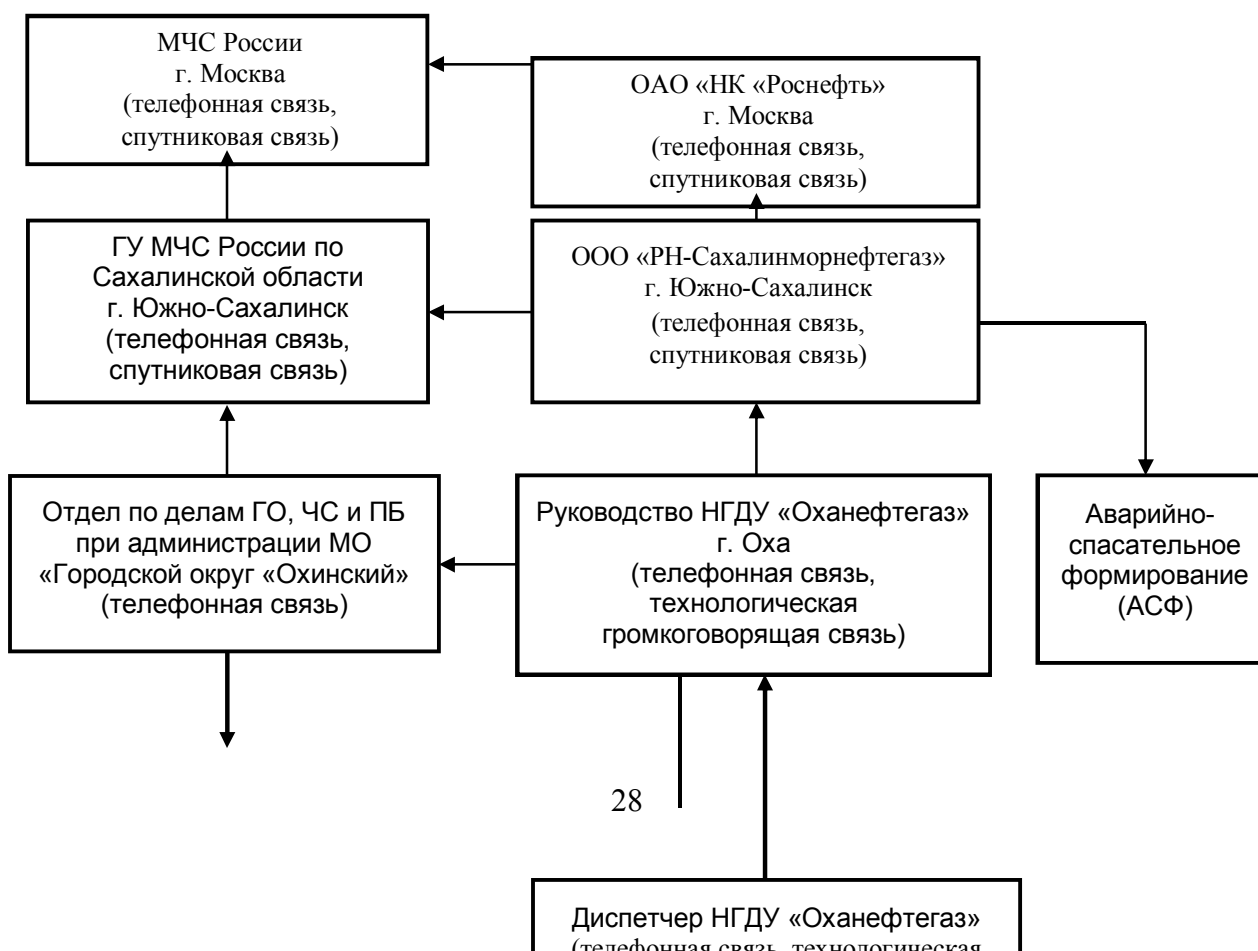 МЧС России
г. Москва
(телефонная связь,
спутниковая связь)
ОАО «НК «Роснефть»
г. Москва
(телефонная связь,
спутниковая связь)
ГУ МЧС России по
Сахалинской области
г. Южно-Сахалинск
(телефонная связь,
спутниковая связь)
ООО «РН-Сахалинморнефтегаз»
г. Южно-Сахалинск
(телефонная связь,
спутниковая связь)
Отдел по делам ГО, ЧС и ПБ
при администрации МО
«Городской округ «Охинский»
(телефонная связь)
Руководство НГДУ «Оханефтегаз»
г. Оха
(телефонная связь,
технологическая
громкоговорящая связь)
Аварийно-
спасательное
формирование
(АСФ)
28
Диспетчер НГДУ «Оханефтегаз»
(телефонная связь, технологическая